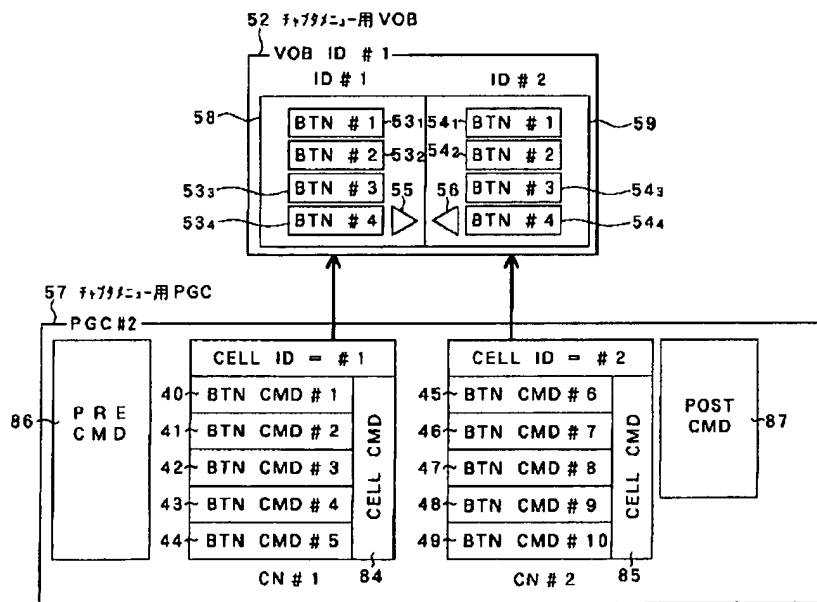 52 チャプタメニュー用VOB
VOB ID #1
ID #1 ID #2
58 BTN #1 53₁ 54₁ BTN #1 59
BTN #2 53₂ 54₂ BTN #2
53₃ BTN #3 55 56 BTN #3 54₃
53₄ BTN #4 BTN #4 54₄
57 チャプタメニュー用PGC
PGC #2
CELL ID = #1 CELL ID = #2
86 PRE CMD
40 BTN CMD #1 45 BTN CMD #6
41 BTN CMD #2 46 BTN CMD #7
42 BTN CMD #3 47 BTN CMD #8
43 BTN CMD #4 48 BTN CMD #9
44 BTN CMD #5 49 BTN CMD #10
CELL CMD CELL CMD
POST CMD 87
CN #1 84 CN #2 85